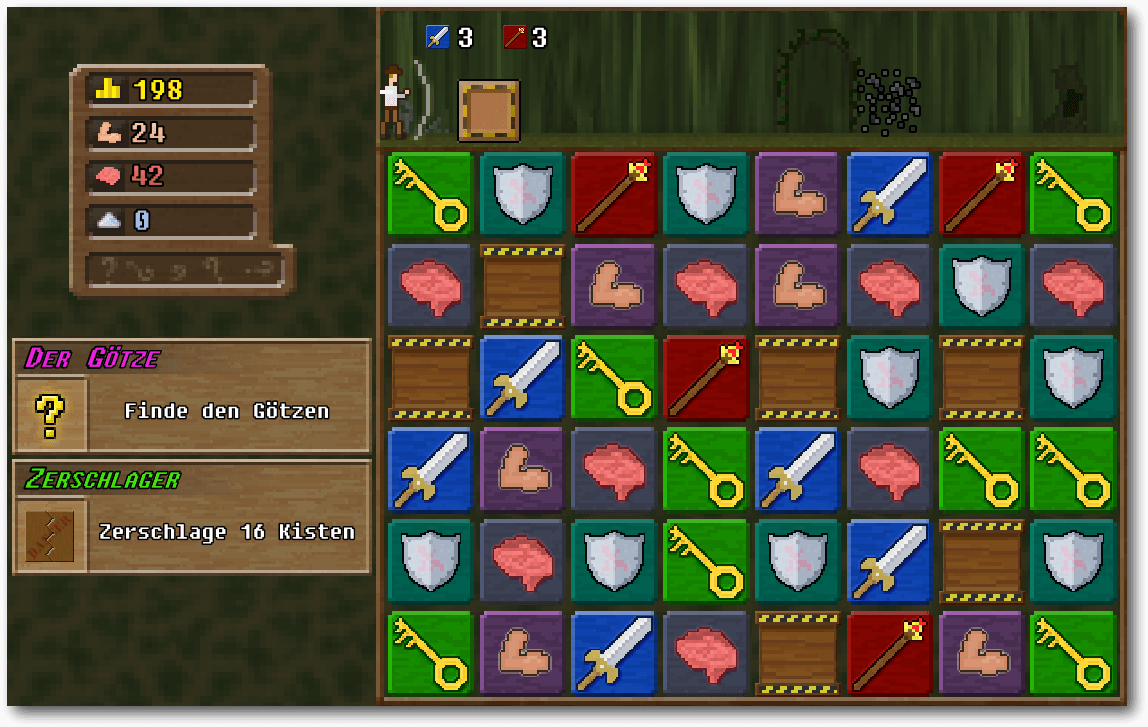 3 3
198
24
42
0
Der Götze
Finde den Götzen
Zerschlager
Zerschlage 16 Kisten